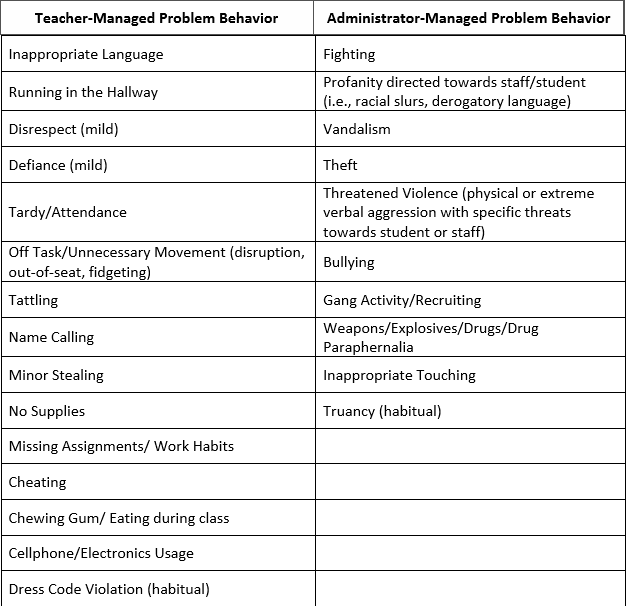 Teacher-Managed Problem Behavior
Administrator-Managed Problem Behavior
Inappropriate Language
Fighting
Running in the Hallway
Profanity directed towards staff/student
(i.e., racial slurs, derogatory language)
Disrespect (mild)
Vandalism
Defiance (mild)
Theft
Tardy/Attendance
Threatened Violence (physical or extreme
verbal aggression with specific threats
towards student or staff)
Off Task/Unnecessary Movement (disruption,
out-of-seat, fidgeting)
Bullying
Tattling
Gang Activity/Recruiting
Name Calling
Weapons/Explosives/Drugs/Drug
Paraphernalia
Minor Stealing
Inappropriate Touching
No Supplies
Truancy (habitual)
Missing Assignments/ Work Habits
Cheating
Chewing Gum/ Eating during class
Cellphone/Electronics Usage
Dress Code Violation (habitual)